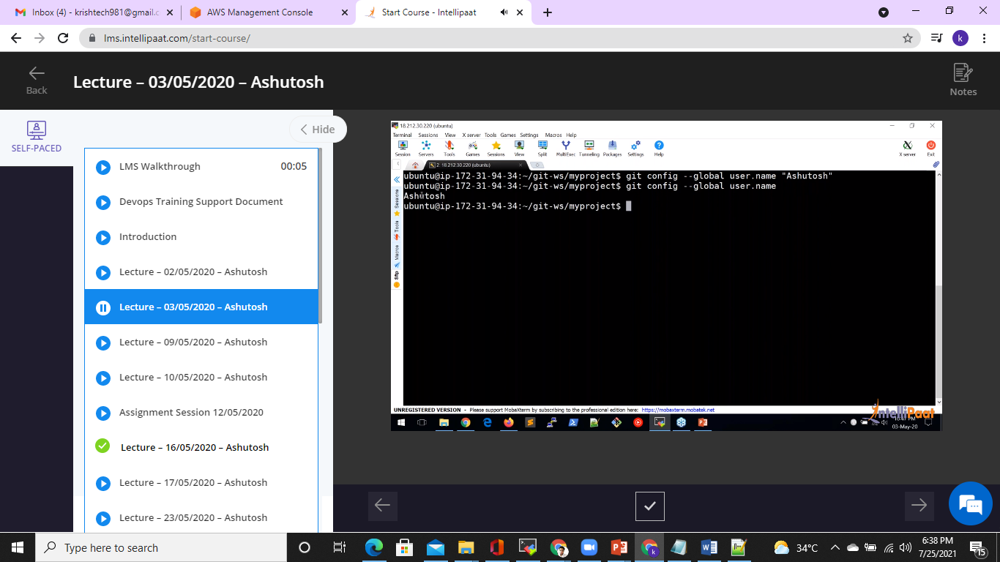 Inbox (4) - krishtech981@gmail.c
AWS Management Console
Start Course - Intellipaat
lms.intellipaat.com/start-course/
k
Back
Lecture – 03/05/2020 – Ashutosh
Notes
SELF-PACED
Hide
LMS Walkthrough 00:05
Devops Training Support Document
Introduction
Lecture – 02/05/2020 – Ashutosh
Lecture – 03/05/2020 – Ashutosh
Lecture – 09/05/2020 – Ashutosh
Lecture – 10/05/2020 – Ashutosh
Assignment Session 12/05/2020
Lecture – 16/05/2020 – Ashutosh
Lecture – 17/05/2020 – Ashutosh
Lecture – 23/05/2020 – Ashutosh
18.212.30.220 (ubuntu)
Terminal Sessions View X server Tools Games Settings Macros Help
Session Servers Tools Games Sessions View Split MultiExec Tunneling Packages Settings Help X server Exit
2. 18.212.30.220 (ubuntu)
Sessions
Tools
Macros
Sftp
ubuntu@ip-172-31-94-34:~/git-ws/myproject$ git config --global user.name "Ashutosh"
ubuntu@ip-172-31-94-34:~/git-ws/myproject$ git config --global user.name
Ashutosh
ubuntu@ip-172-31-94-34:~/git-ws/myproject$
UNREGISTERED VERSION - Please support MobaXterm by subscribing to the professional edition here: https://mobaxterm.mobatek.net
IntelliPaat
03-May-20
Type here to search
34°C
6:38 PM
7/25/2021
15